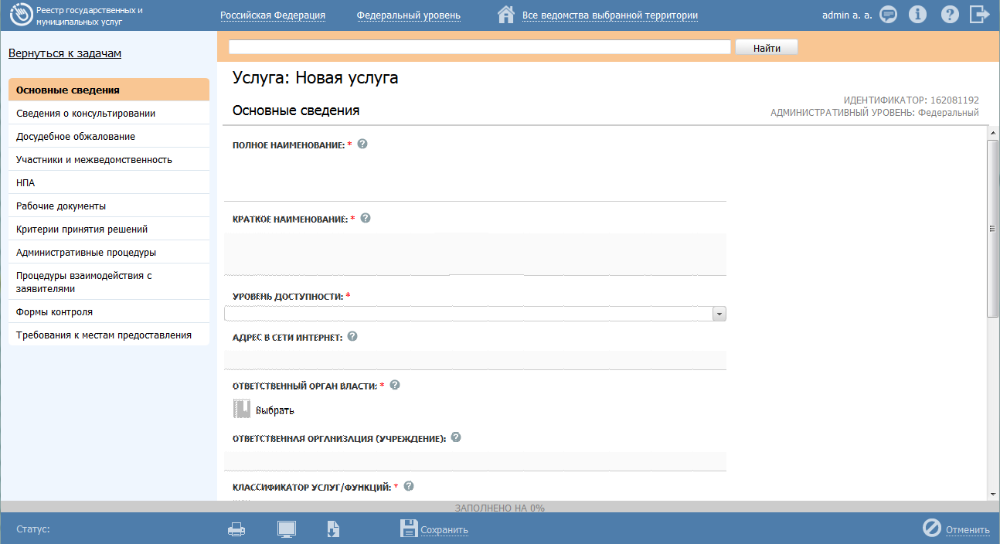 Реестр государственных и
муниципальных услуг
Российская Федерация
Федеральный уровень
Все ведомства выбранной территории
admin a. a.
Вернуться к задачам
Найти
Основные сведения
Сведения о консультировании
Досудебное обжалование
Участники и межведомственность
НПА
Рабочие документы
Критерии принятия решений
Административные процедуры
Процедуры взаимодействия с
заявителями
Формы контроля
Требования к местам предоставления
Услуга: Новая услуга
Основные сведения
ИДЕНТИФИКАТОР: 162081192
АДМИНИСТРАТИВНЫЙ УРОВЕНЬ: Федеральный
ПОЛНОЕ НАИМЕНОВАНИЕ: * ?
КРАТКОЕ НАИМЕНОВАНИЕ: * ?
УРОВЕНЬ ДОСТУПНОСТИ: *
АДРЕС В СЕТИ ИНТЕРНЕТ: ?
ОТВЕТСТВЕННЫЙ ОРГАН ВЛАСТИ: * ?
Выбрать
ОТВЕТСТВЕННАЯ ОРГАНИЗАЦИЯ (УЧРЕЖДЕНИЕ): ?
КЛАССИФИКАТОР УСЛУГ/ФУНКЦИЙ: * ?
ЗАПОЛНЕНО НА 0%
Статус:
Сохранить
Отменить